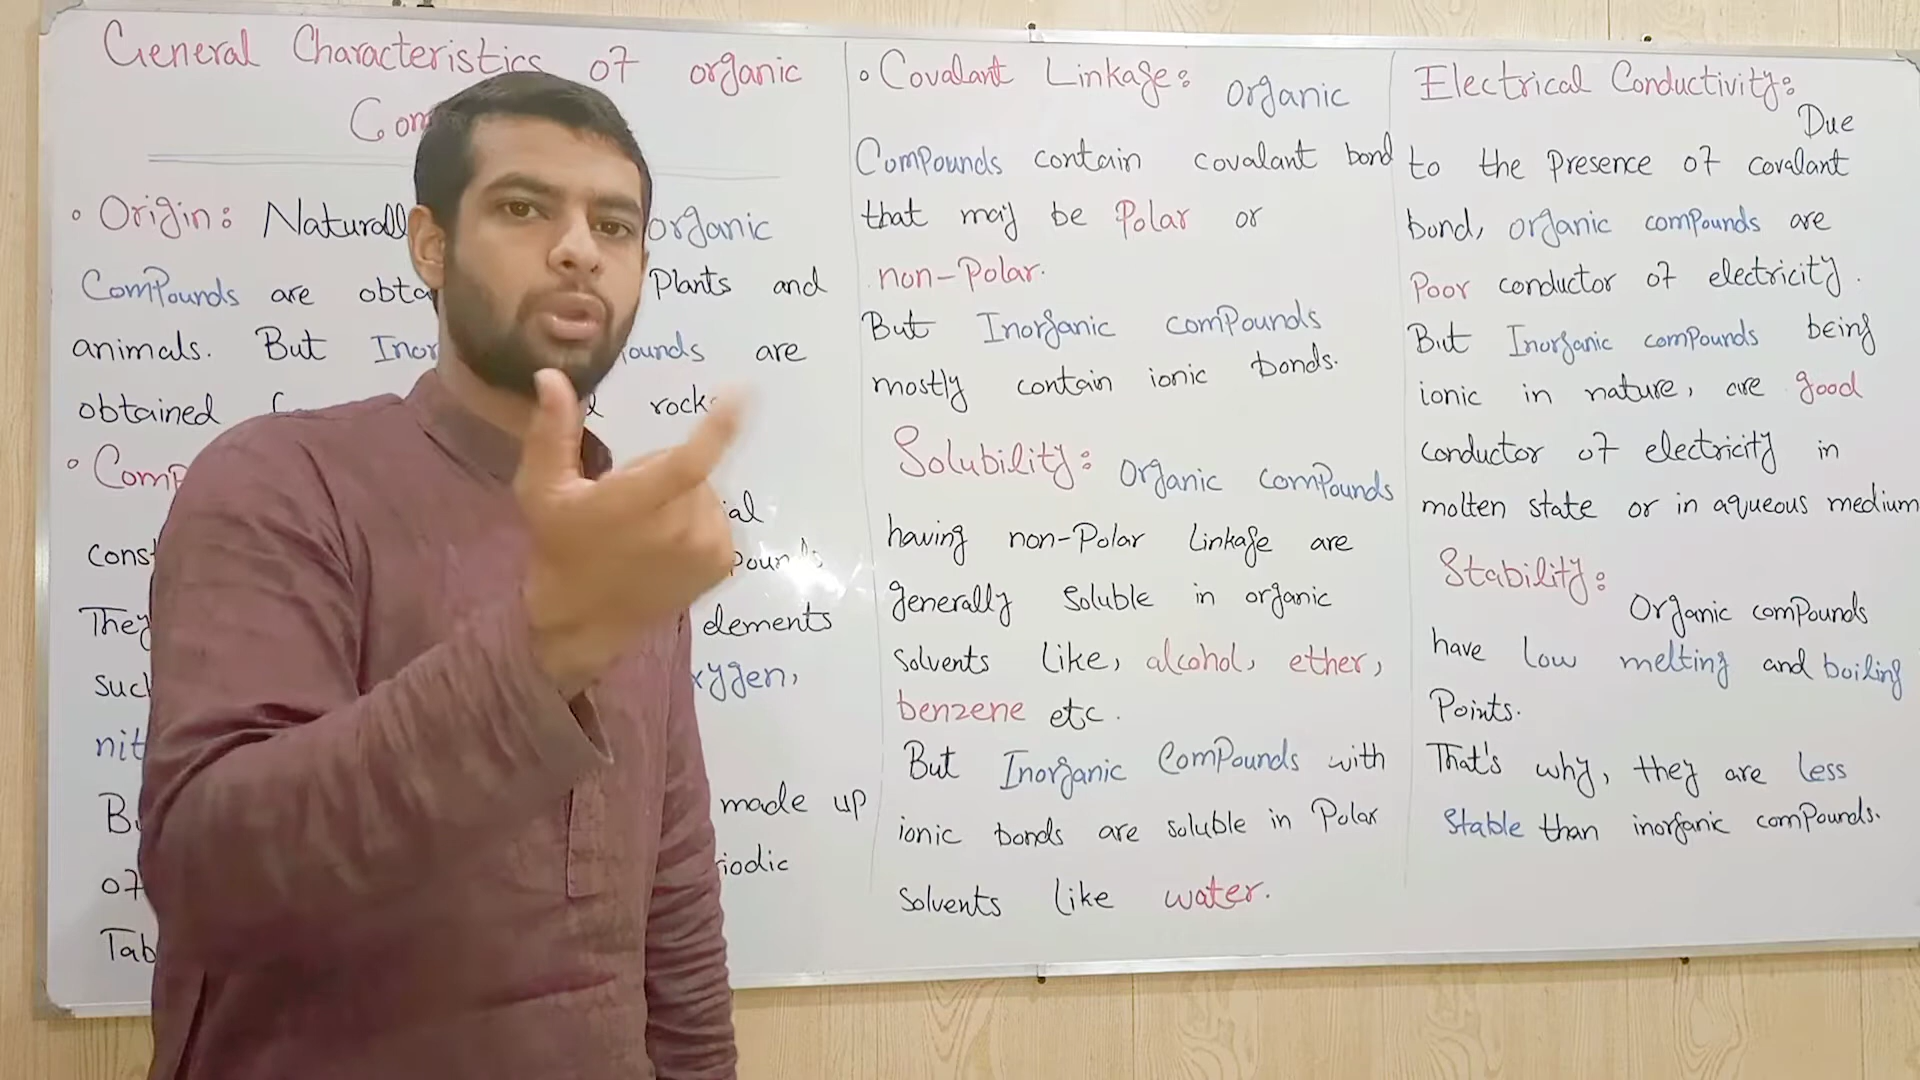 General Characteristics of organic
Com
• Origin: Naturall organic
Compounds are obta Plants and
animals. But Inor ounds are
obtained rock
• Comp ial
const pounds
They elements
such xygen,
nit
Bu made up
of iodic
Tab
• Covalant Linkage: Organic
Compounds contain covalant bond
that may be Polar or
non-Polar.
But Inorganic compounds
mostly contain ionic bonds.
Solubility: Organic compounds
having non-Polar Linkage are
generally soluble in organic
solvents like, alcohol, ether,
benzene etc.
But Inorganic Compounds with
ionic bonds are soluble in Polar
solvents like water.
Electrical Conductivity:
Due
to the presence of covalant
bond, organic compounds are
Poor conductor of electricity.
But Inorganic compounds being
ionic in nature, are good
conductor of electricity in
molten state or in aqueous medium
Stability:
Organic compounds
have low melting and boiling
Points.
That's why, they are less
stable than inorganic compounds.